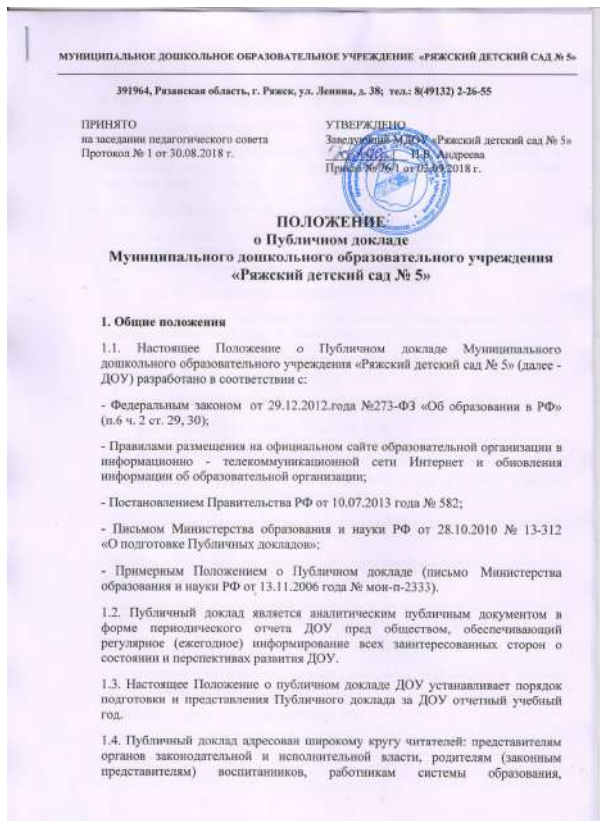 МУНИЦИПАЛЬНОЕ ДОШКОЛЬНОЕ ОБРАЗОВАТЕЛЬНОЕ УЧРЕЖДЕНИЕ «РЯЖСКИЙ ДЕТСКИЙ САД № 5»
391964, Рязанская область, г. Ряжск, ул. Ленина, д. 38; тел.: 8(49132) 2-26-55
ПРИНЯТО
на заседании педагогического совета
Протокол № 1 от 30.08.2018 г.
УТВЕРЖДЕНО
Заведующий МДОУ «Ряжский детский сад № 5»
Андреева
от 03.09.2018 г.
ПОЛОЖЕНИЕ
о Публичном докладе
Муниципального дошкольного образовательного учреждения
«Ряжский детский сад № 5»
1. Общие положения
1.1. Настоящее Положение о Публичном докладе Муниципального
дошкольного образовательного учреждения «Ряжский детский сад № 5» (далее -
ДОУ) разработано в соответствии с:
- Федеральным законом от 29.12.2012.года №273-ФЗ «Об образовании в РФ»
(п.6 ч. 2 ст. 29, 30);
- Правилами размещения на официальном сайте образовательной организации в
информационно - телекоммуникационной сети Интернет и обновления
информации об образовательной организации;
- Постановлением Правительства РФ от 10.07.2013 года № 582;
- Письмом Министерства образования и науки РФ от 28.10.2010 № 13-312
«О подготовке Публичных докладов»;
- Примерным Положением о Публичном докладе (письмо Министерства
образования и науки РФ от 13.11.2006 года № мон-п-2333).
1.2. Публичный доклад является аналитическим публичным документом в
форме периодического отчета ДОУ пред обществом, обеспечивающий
регулярное (ежегодное) информирование всех заинтересованных сторон о
состоянии и перспективах развития ДОУ.
1.3. Настоящее Положение о публичном докладе ДОУ устанавливает порядок
подготовки и представления Публичного доклада за ДОУ отчетный учебный
год.
1.4. Публичный доклад адресован широкому кругу читателей: представителям
органов законодательной и исполнительной власти, родителям (законным
представителям) воспитанников, работникам системы образования,